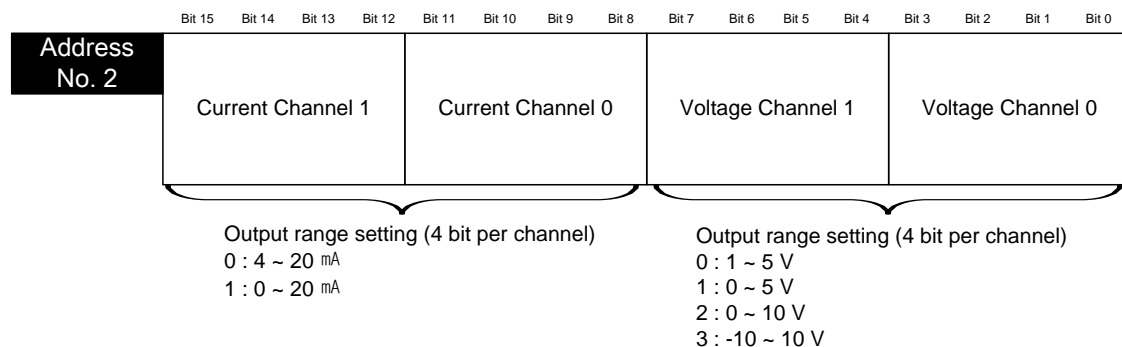 Bit 15 Bit 14 Bit 13 Bit 12 Bit 11 Bit 10 Bit 9 Bit 8 Bit 7 Bit 6 Bit 5 Bit 4 Bit 3 Bit 2 Bit 1 Bit 0
Address
No. 2
Current Channel 1 Current Channel 0 Voltage Channel 1 Voltage Channel 0
Output range setting (4 bit per channel)
0 : 4 ~ 20 ㎃
1 : 0 ~ 20 ㎃
Output range setting (4 bit per channel)
0 : 1 ~ 5 V
1 : 0 ~ 5 V
2 : 0 ~ 10 V
3 : -10 ~ 10 V